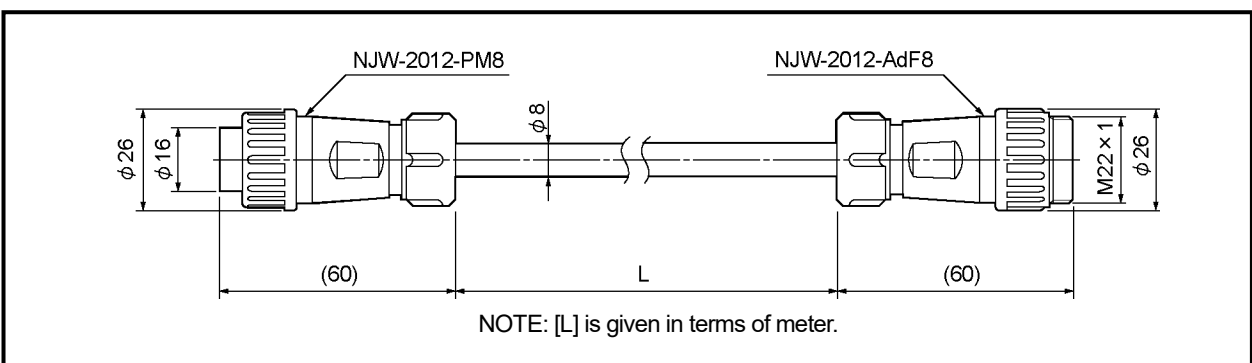 NJW-2012-PM8
NJW-2012-AdF8
φ26
φ16
φ8
M22×1
φ26
(60)
L
(60)
NOTE: [L] is given in terms of meter.